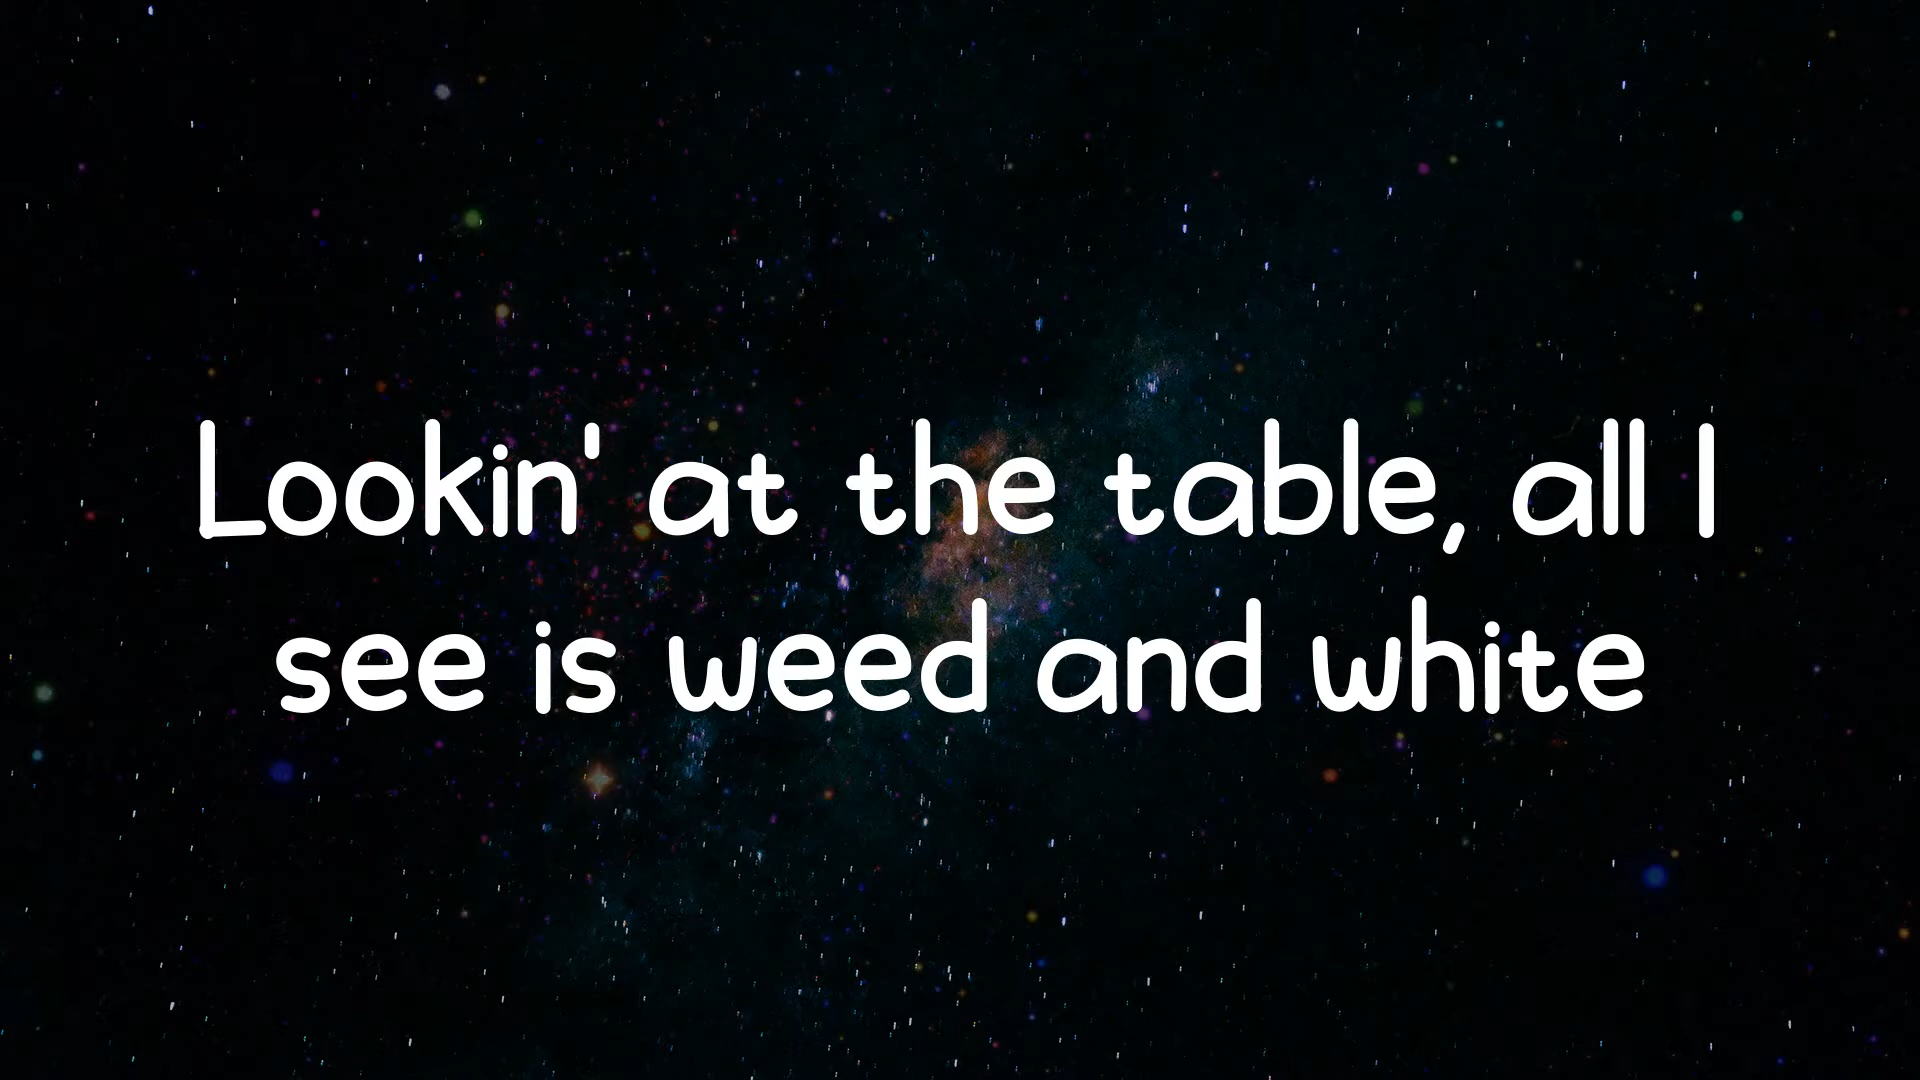 Lookin' at the table, all I
see is weed and white